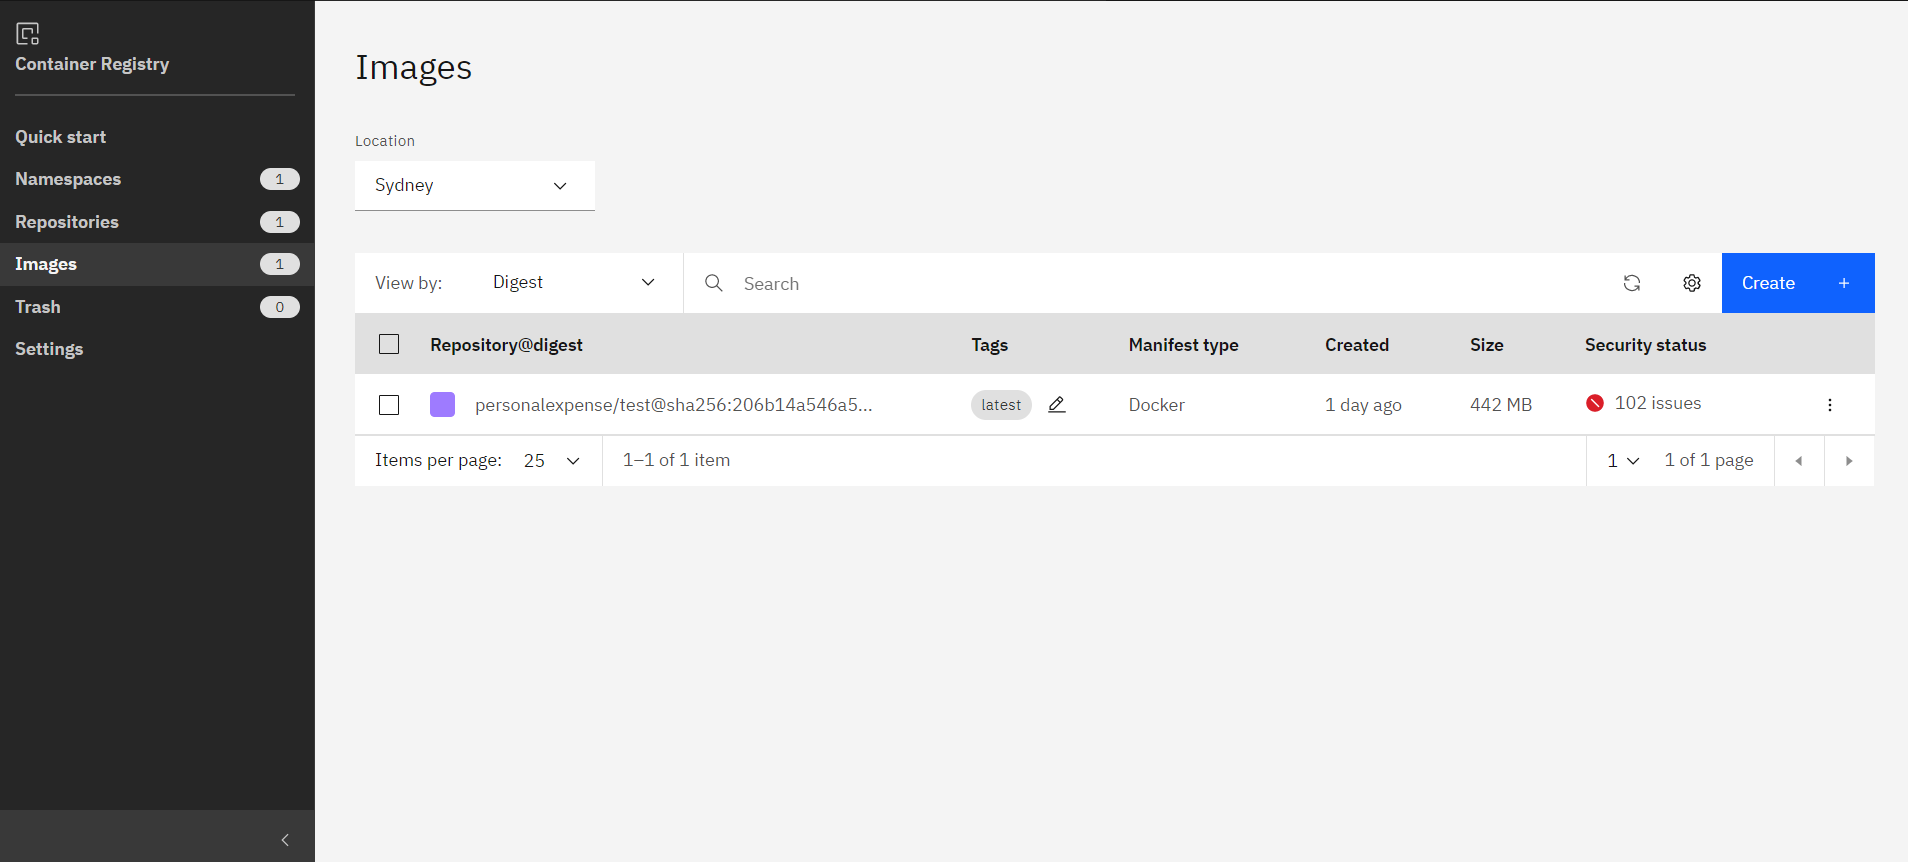 Container Registry
Quick start
Namespaces 1
Repositories 1
Images 1
Trash 0
Settings
Images
Location
Sydney
View by: Digest Search Create +
Repository@digest Tags Manifest type Created Size Security status
personalexpense/test@sha256:206b14a546a5... latest Docker 1 day ago 442 MB 102 issues
Items per page: 25 1–1 of 1 item 1 1 of 1 page